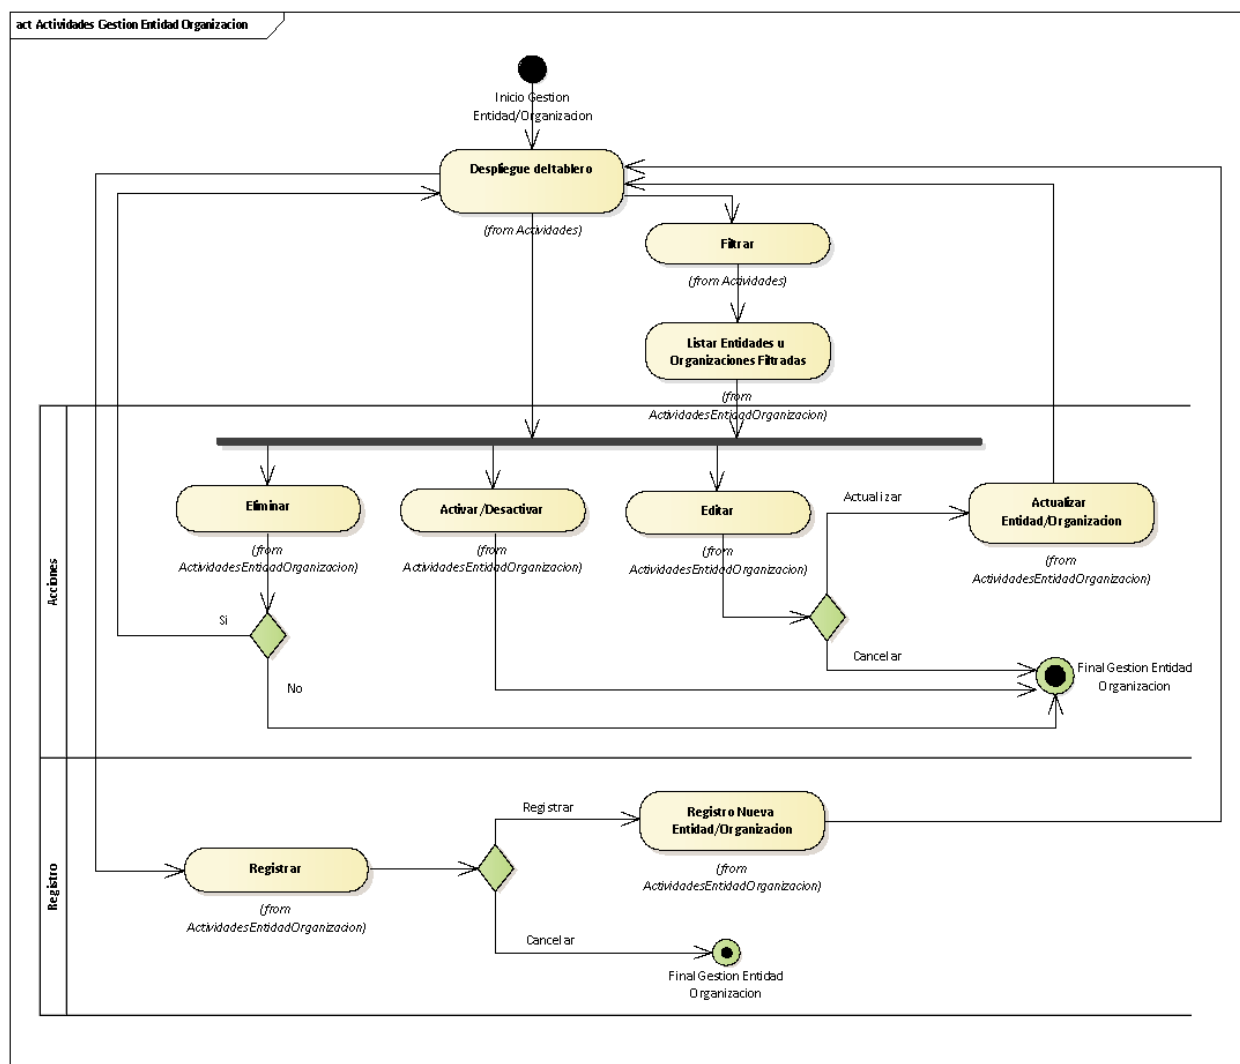 act Actividades Gestion Entidad Organizacion
Inicio Gestion
Entidad/Organizacion
Despliegue del tablero
(from Actividades)
Filtrar
(from Actividades)
Listar Entidades u
Organizaciones Filtradas
(from
ActividadesEntidadOrganizacion)
Acciones
Eliminar
(from
ActividadesEntidadOrganizacion)
Activar/Desactivar
(from
ActividadesEntidadOrganizacion)
Editar
(from
ActividadesEntidadOrganizacion)
Actualizar
Actualizar
Entidad/Organizacion
(from
ActividadesEntidadOrganizacion)
Si
No
Cancelar
Final Gestion Entidad
Organizacion
Registro
Registrar
(from
ActividadesEntidadOrganizacion)
Registrar
Registro Nueva
Entidad/Organizacion
(from
ActividadesEntidadOrganizacion)
Cancelar
Final Gestion Entidad
Organizacion